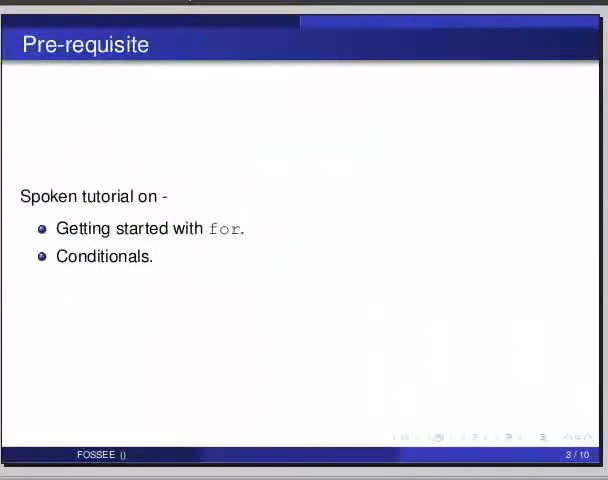 Pre-requisite
Spoken tutorial on -
Getting started with for.
Conditionals.
FOSSEE ()
3 / 10